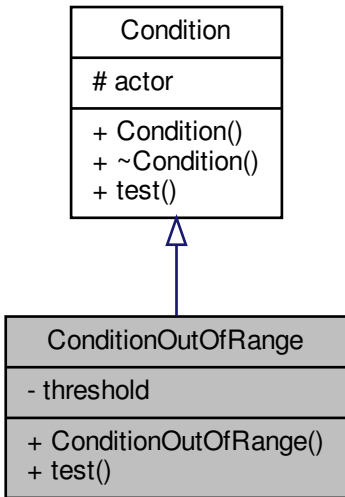 Condition
# actor
+ Condition()
+ ~Condition()
+ test()
ConditionOutOfRange
- threshold
+ ConditionOutOfRange()
+ test()